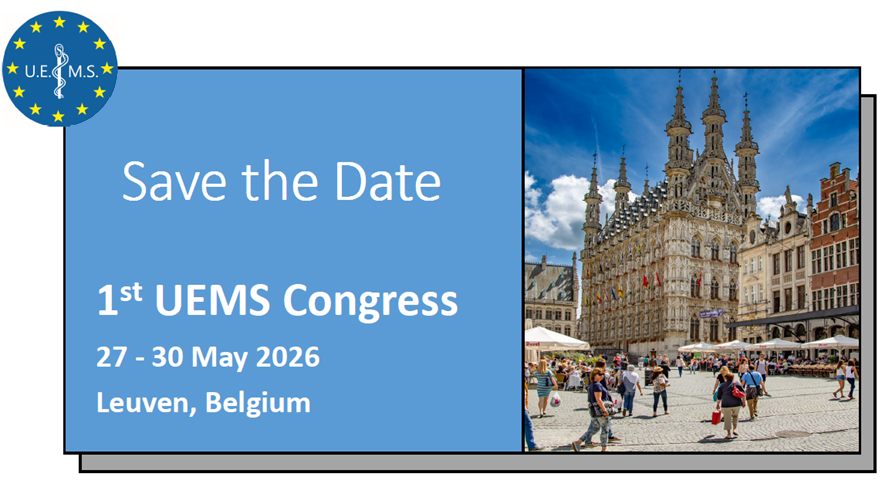 U.E. M.S.
Save the Date
1st UEMS Congress
27 - 30 May 2026
Leuven, Belgium